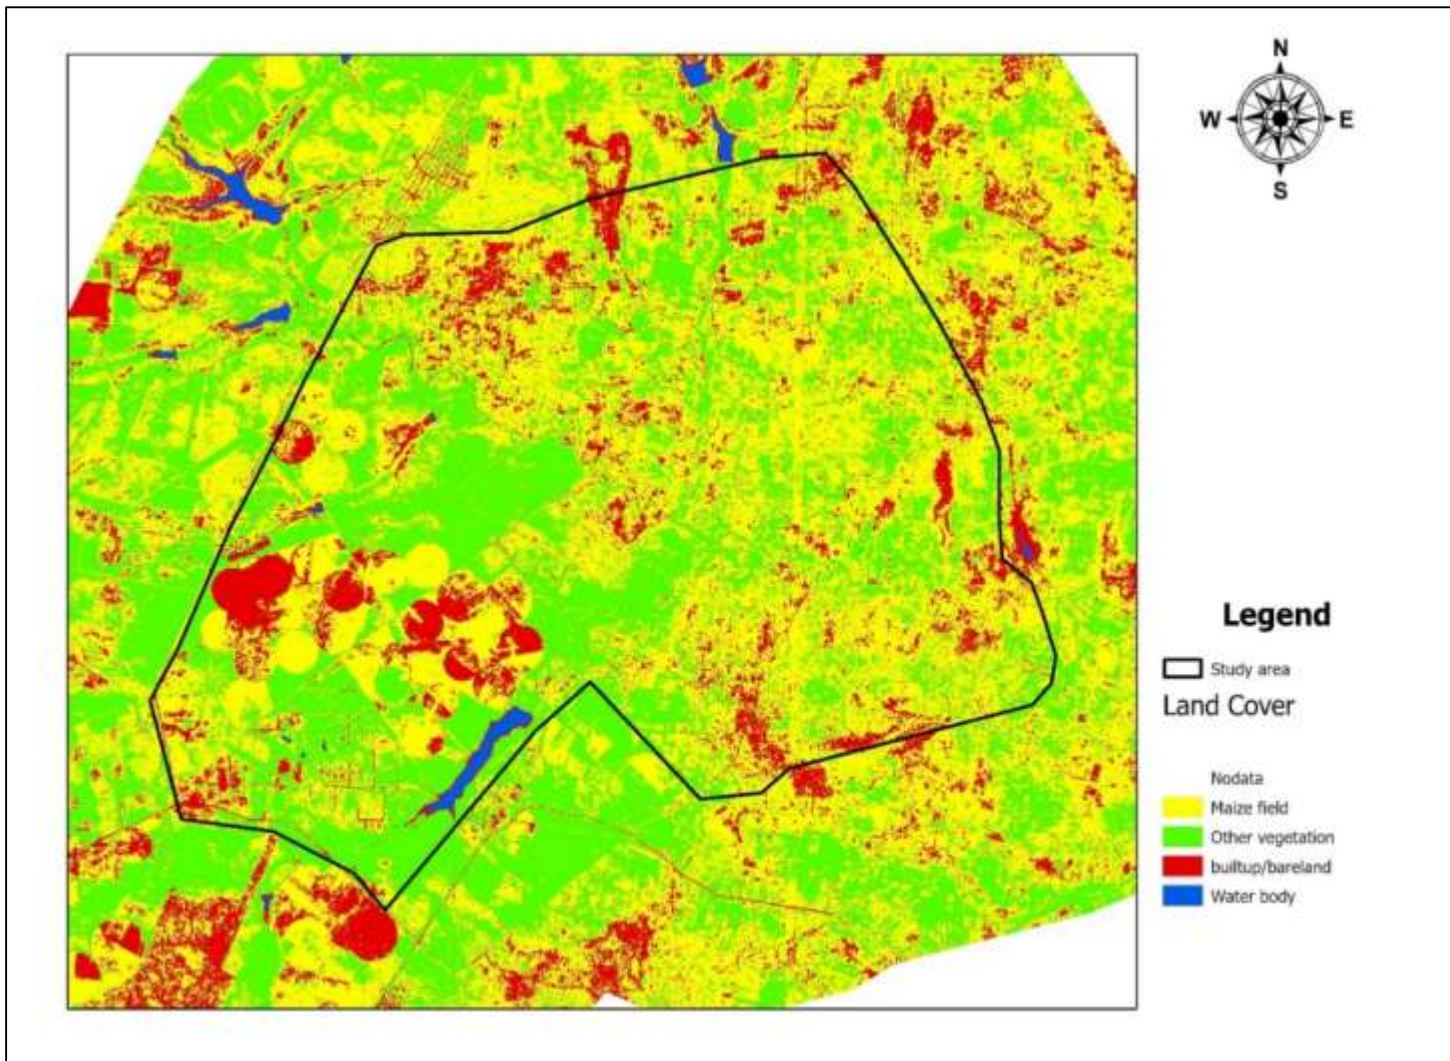 N
W E
S
Legend
Study area
Land Cover
Nodata
Maize field
Other vegetation
builtup/bareland
Water body